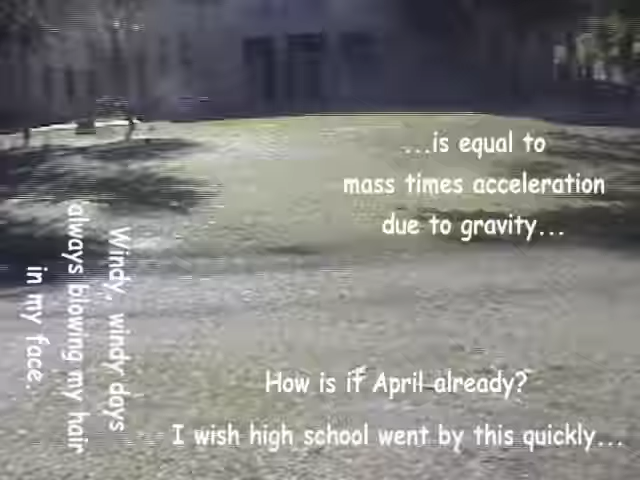 ...is equal to
mass times acceleration
due to gravity...
Windy, windy days
always blowing my hair
in my face.
How is it April already?
I wish high school went by this quickly...